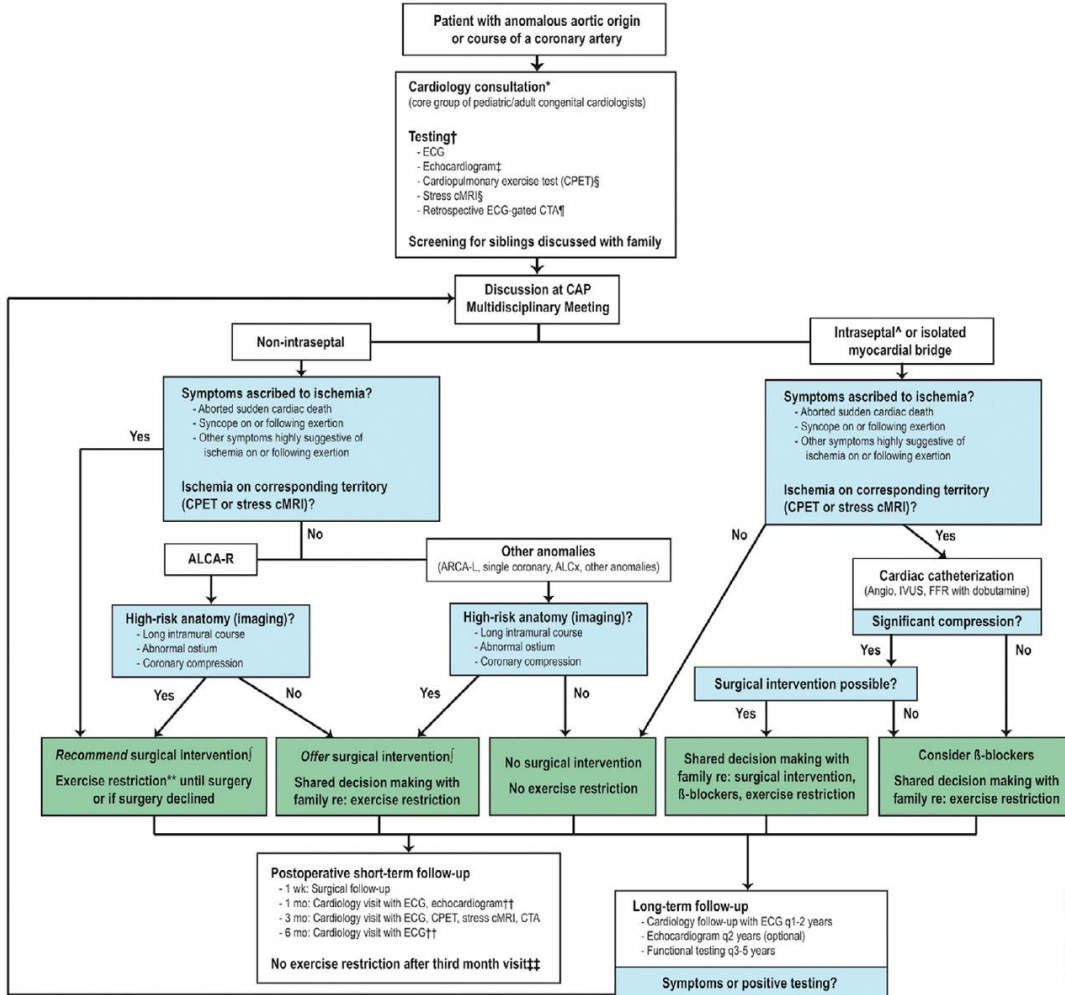 Patient with anomalous aortic origin
or course of a coronary artery
Cardiology consultation*
(core group of pediatric/adult congenital cardiologists)
Testing†
- ECG
- Echocardiogram‡
- Cardiopulmonary exercise test (CPET)§
- Stress cMRI§
- Retrospective ECG-gated CTA¶
Screening for siblings discussed with family
Discussion at CAP
Multidisciplinary Meeting
Non-intraseptal
Intraseptal^ or isolated
myocardial bridge
Symptoms ascribed to ischemia?
- Aborted sudden cardiac death
- Syncope on or following exertion
- Other symptoms highly suggestive of
ischemia on or following exertion
Ischemia on corresponding territory
(CPET or stress cMRI)?
Yes
No
Symptoms ascribed to ischemia?
- Aborted sudden cardiac death
- Syncope on or following exertion
- Other symptoms highly suggestive of
ischemia on or following exertion
Ischemia on corresponding territory
(CPET or stress cMRI)?
No
Yes
ALCA-R
Other anomalies
(ARCA-L, single coronary, ALCx, other anomalies)
Cardiac catheterization
(Angio, IVUS, FFR with dobutamine)
Significant compression?
High-risk anatomy (imaging)?
- Long intramural course
- Abnormal ostium
- Coronary compression
Yes
No
High-risk anatomy (imaging)?
- Long intramural course
- Abnormal ostium
- Coronary compression
Yes
No
Yes
No
Surgical intervention possible?
Yes
No
Recommend surgical intervention∫
Exercise restriction** until surgery
or if surgery declined
Offer surgical intervention∫
Shared decision making with
family re: exercise restriction
No surgical intervention
No exercise restriction
Shared decision making with
family re: surgical intervention,
ß-blockers, exercise restriction
Consider ß-blockers
Shared decision making with
family re: exercise restriction
Postoperative short-term follow-up
- 1 wk: Surgical follow-up
- 1 mo: Cardiology visit with ECG, echocardiogram††
- 3 mo: Cardiology visit with ECG, CPET, stress cMRI, CTA
- 6 mo: Cardiology visit with ECG††
No exercise restriction after third month visit‡‡
Long-term follow-up
- Cardiology follow-up with ECG q1-2 years
- Echocardiogram q2 years (optional)
- Functional testing q3-5 years
Symptoms or positive testing?